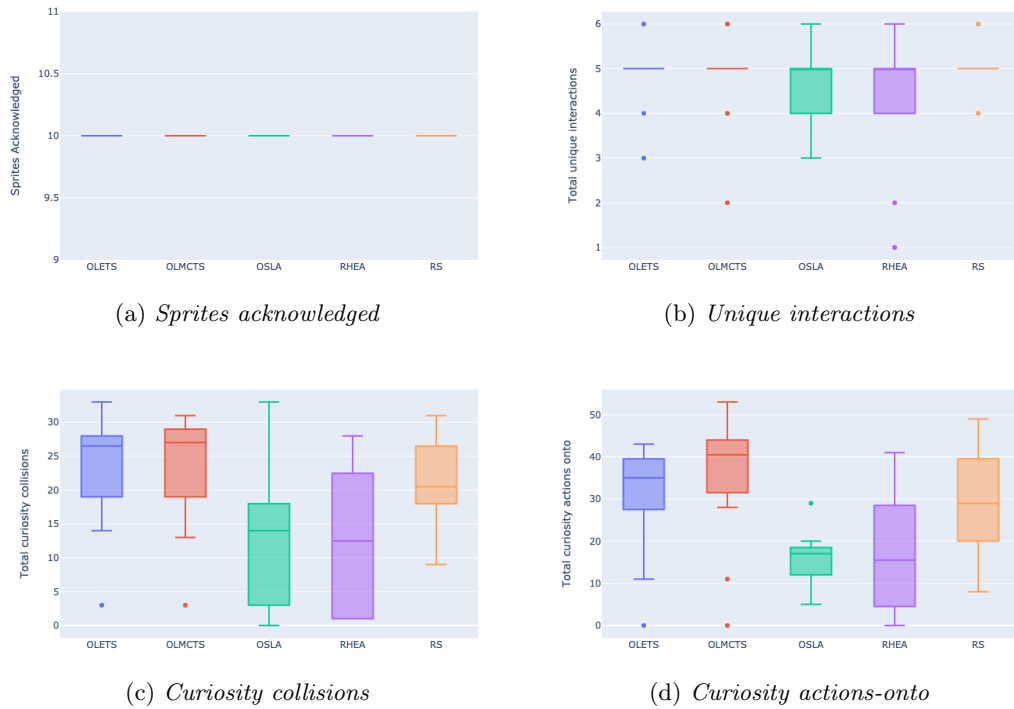 11
10.5
10
9.5
9
Sprites Acknowledged
OLETS OLMCTS OSLA RHEA RS
(a) Sprites acknowledged
6
5
4
3
2
1
Total unique interactions
OLETS OLMCTS OSLA RHEA RS
(b) Unique interactions
30
25
20
15
10
5
0
Total curiosity collisions
OLETS OLMCTS OSLA RHEA RS
(c) Curiosity collisions
50
40
30
20
10
0
Total curiosity actions onto
OLETS OLMCTS OSLA RHEA RS
(d) Curiosity actions-onto